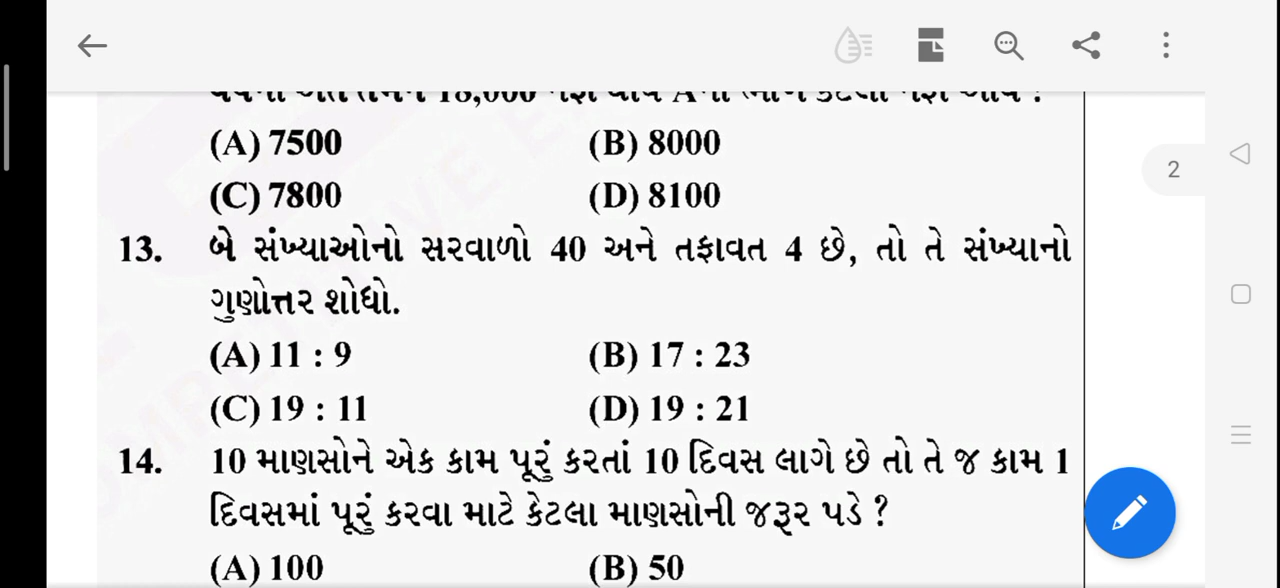 2
18,000
(A) 7500 (B) 8000
(C) 7800 (D) 8100
13. બે સંખ્યાઓનો સરવાળો 40 અને તફાવત 4 છે, તો તે સંખ્યાનો
ગુણોત્તર શોધો.
(A) 11 : 9 (B) 17 : 23
(C) 19 : 11 (D) 19 : 21
14. 10 માણસોને એક કામ પૂરું કરતાં 10 દિવસ લાગે છે તો તે જ કામ 1
દિવસમાં પૂરું કરવા માટે કેટલા માણસોની જરૂર પડે ?
(A) 100 (B) 50